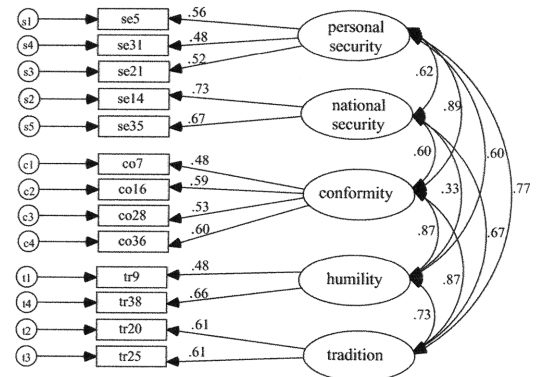 s1 se5 .56 personal
s4 se31 .48 security
s3 se21 .52
.62
s2 se14 .73 national
.89
s5 se35 .67 security
.60 .60
c1 co7 .48
c2 co16 .59 conformity .33 .77
c3 co28 .53
c4 co36 .60 .87 .67
t1 tr9 .48 humility .87
t4 tr38 .66
.73
t2 tr20 .61
t3 tr25 .61 tradition